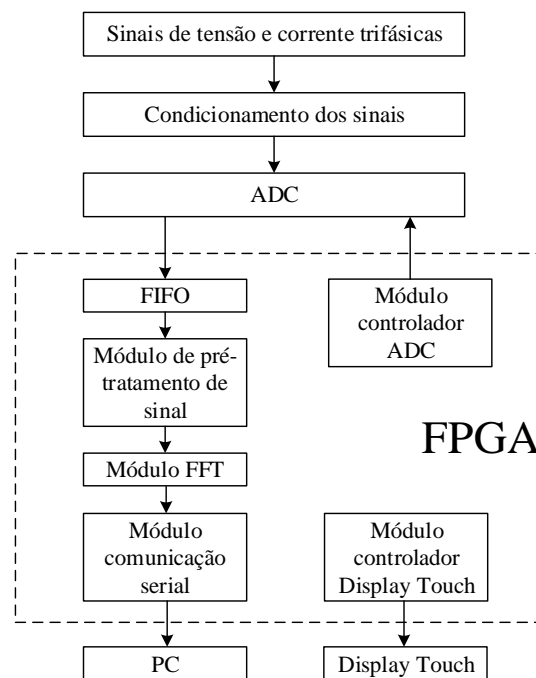 Sinais de tensão e corrente trifásicas
Condicionamento dos sinais
ADC
FIFO
Módulo
controlador
ADC
Módulo de pré-
tratamento de
sinal
FPGA
Módulo FFT
Módulo
comunicação
serial
Módulo
controlador
Display Touch
PC
Display Touch